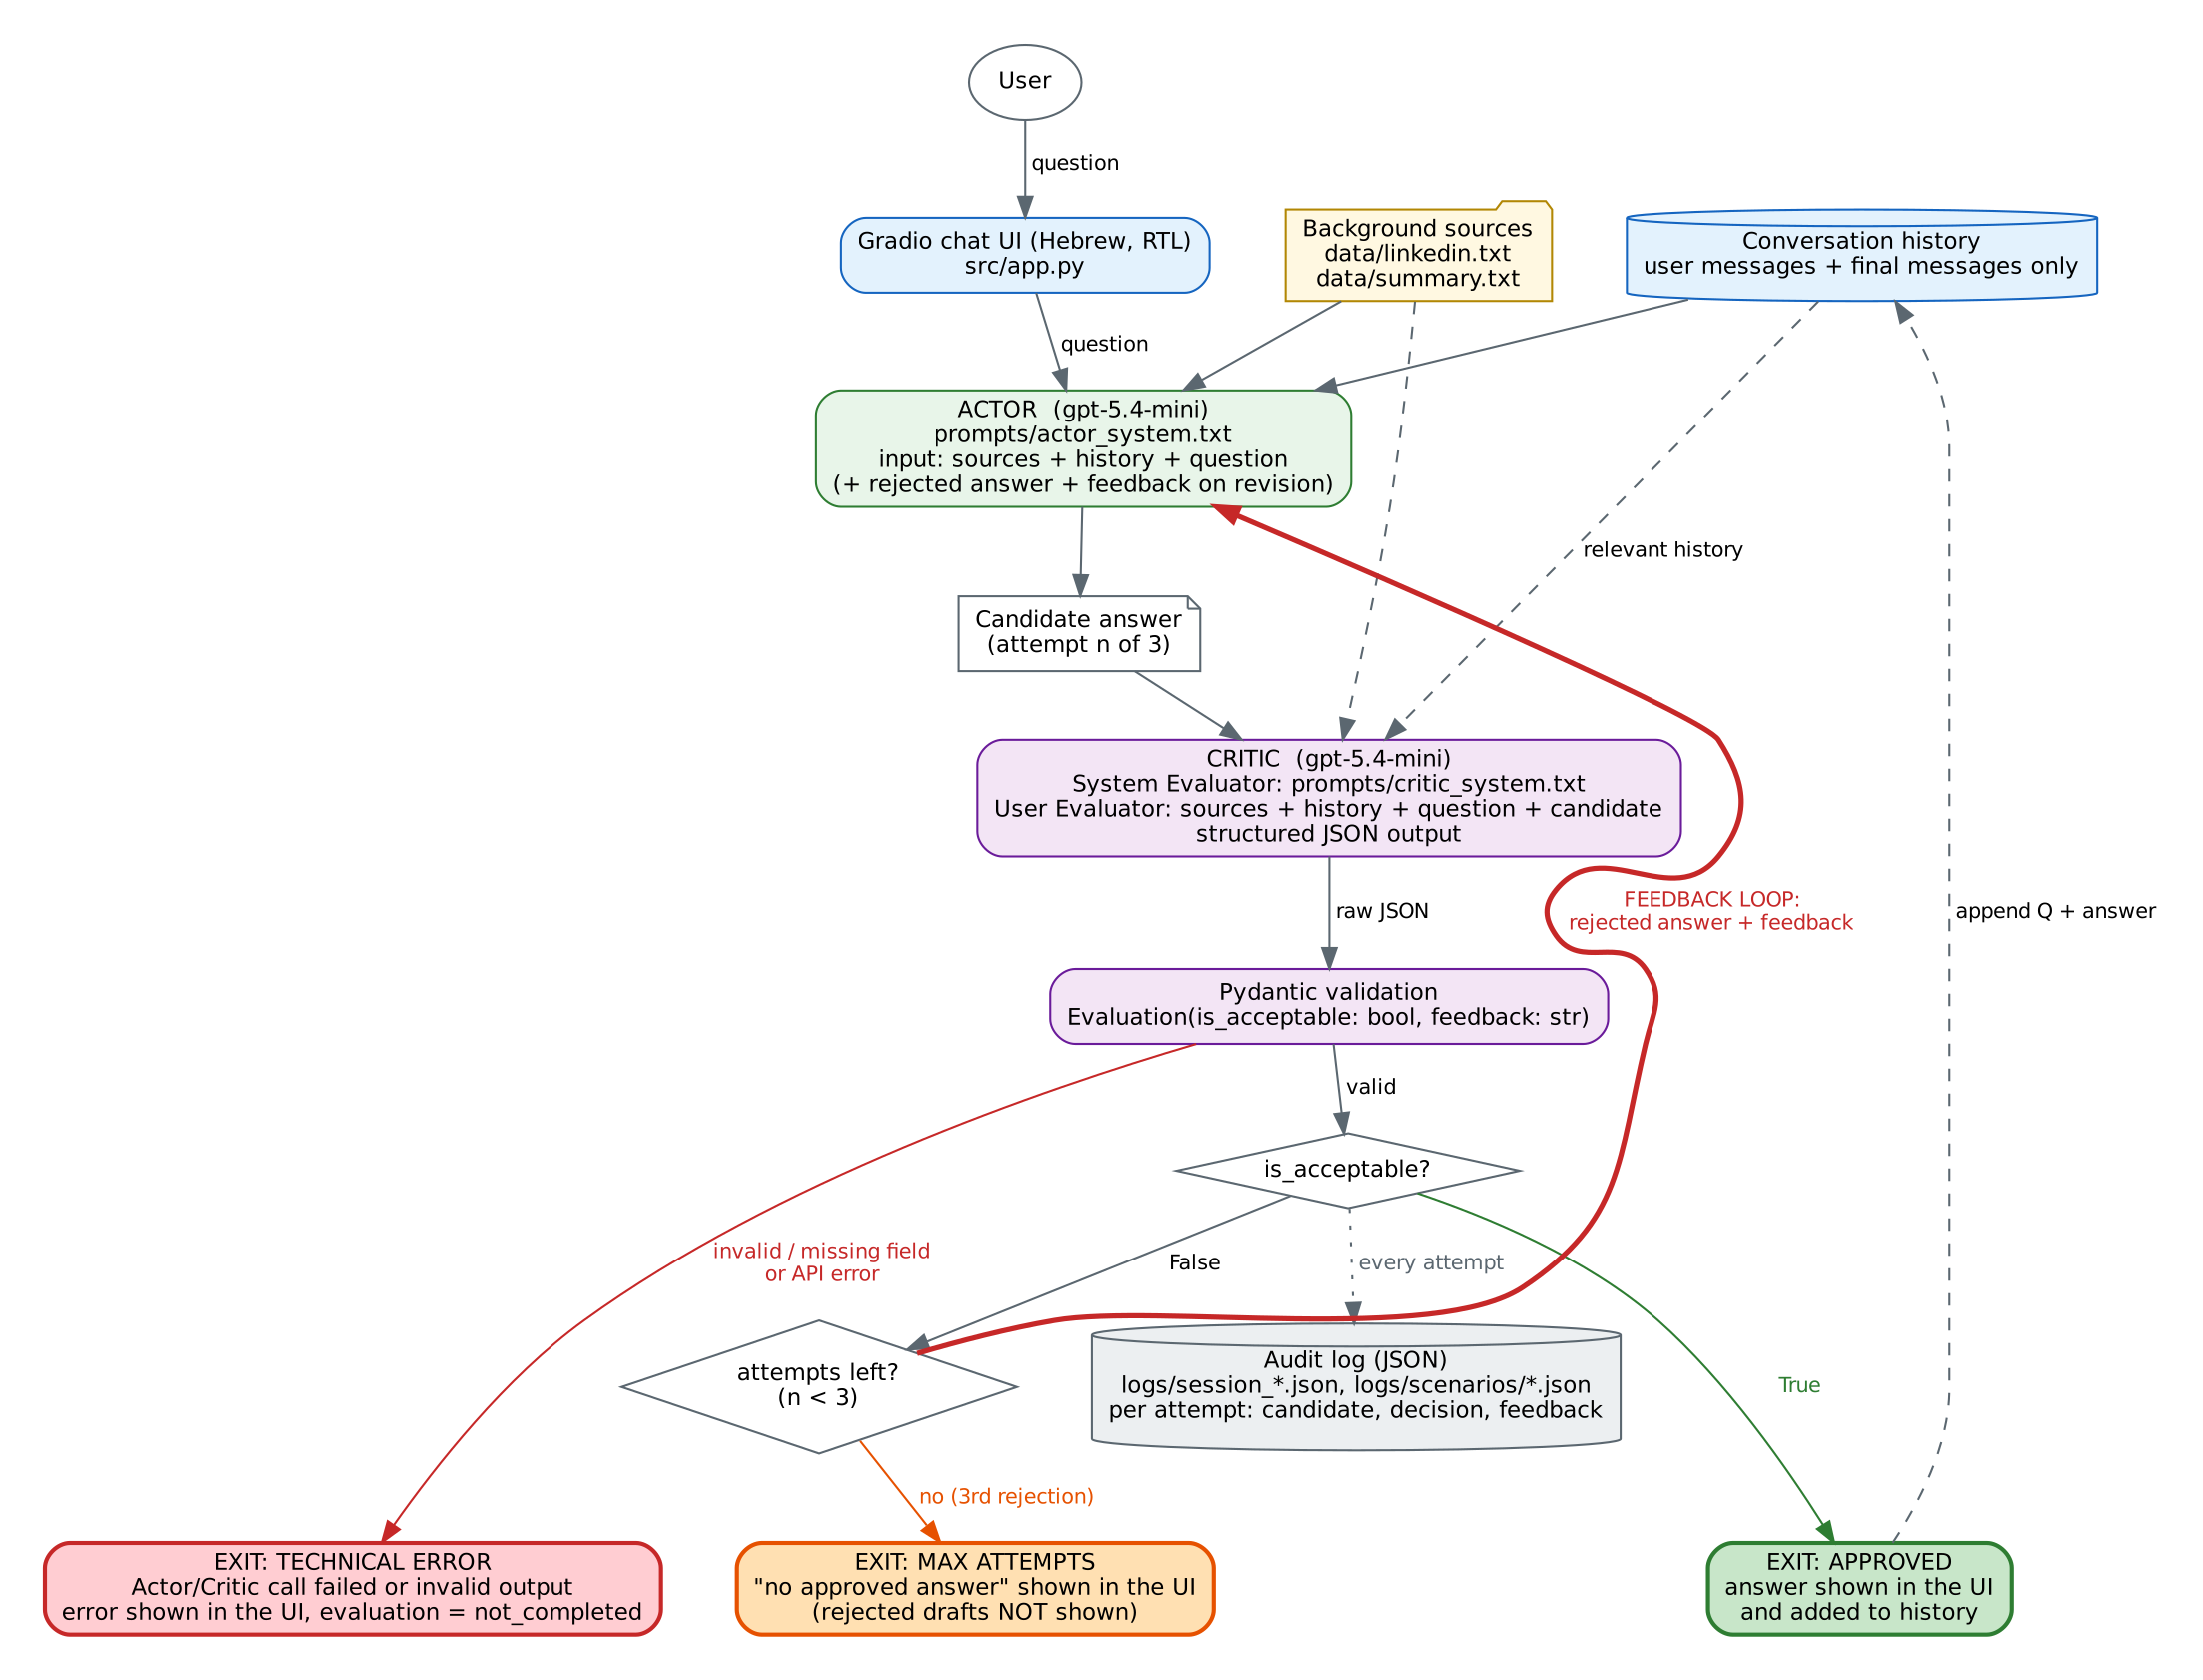 User
question
Gradio chat UI (Hebrew, RTL)
src/app.py
Background sources
data/linkedin.txt
data/summary.txt
Conversation history
user messages + final messages only
question
ACTOR  (gpt-5.4-mini)
prompts/actor_system.txt
input: sources + history + question
(+ rejected answer + feedback on revision)
relevant history
Candidate answer
(attempt n of 3)
CRITIC  (gpt-5.4-mini)
System Evaluator: prompts/critic_system.txt
User Evaluator: sources + history + question + candidate
structured JSON output
raw JSON
FEEDBACK LOOP:
rejected answer + feedback
append Q + answer
Pydantic validation
Evaluation(is_acceptable: bool, feedback: str)
valid
is_acceptable?
invalid / missing field
or API error
False
every attempt
True
attempts left?
(n < 3)
Audit log (JSON)
logs/session_*.json, logs/scenarios/*.json
per attempt: candidate, decision, feedback
no (3rd rejection)
EXIT: TECHNICAL ERROR
Actor/Critic call failed or invalid output
error shown in the UI, evaluation = not_completed
EXIT: MAX ATTEMPTS
"no approved answer" shown in the UI
(rejected drafts NOT shown)
EXIT: APPROVED
answer shown in the UI
and added to history